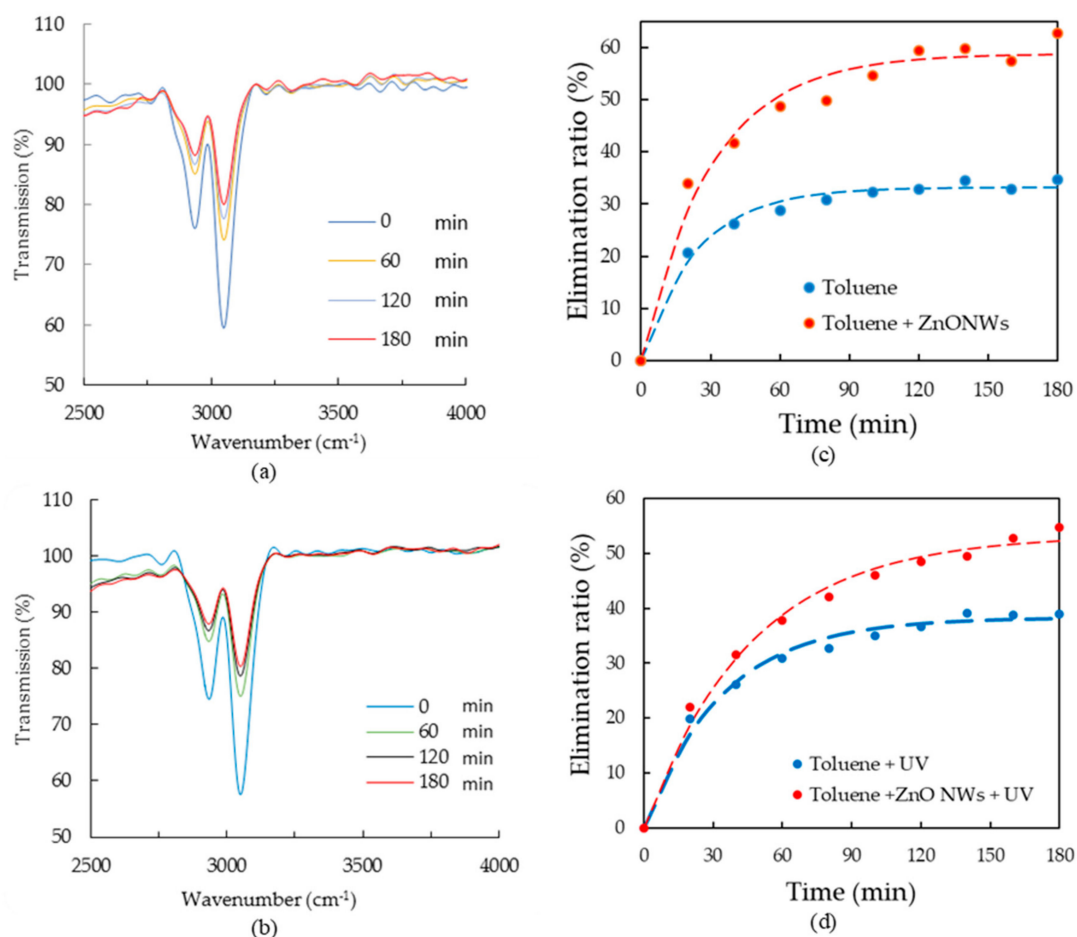 110
100
90
80
70
60
50
Transmission (%)
0 min
60 min
120 min
180 min
2500 3000 3500 4000
Wavenumber (cm-1)
(a)
60
50
40
30
20
10
0
Elimination ratio (%)
Toluene
Toluene + ZnONWs
0 30 60 90 120 150 180
Time (min)
(c)
110
100
90
80
70
60
50
Transmission (%)
0 min
60 min
120 min
180 min
2500 3000 3500 4000
Wavenumber (cm-1)
(b)
60
50
40
30
20
10
0
Elimination ratio (%)
Toluene + UV
Toluene +ZnO NWs + UV
0 30 60 90 120 150 180
Time (min)
(d)